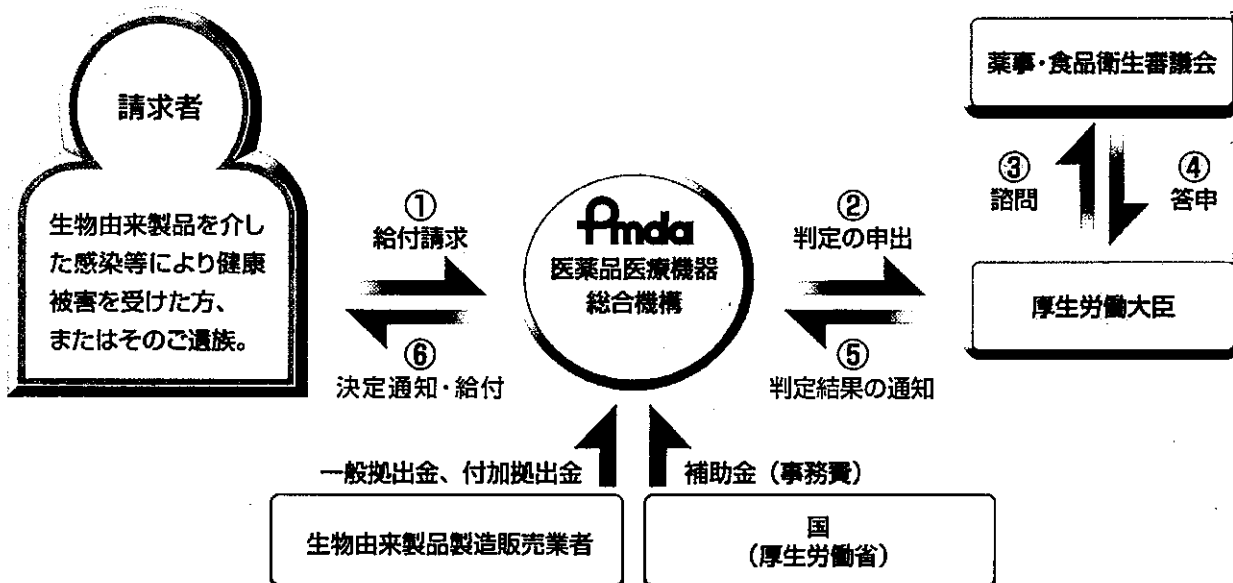 請求者
生物由来製品を介し
た感染等により健康
被害を受けた方、
またはそのご遺族。
①
給付請求
⑥
決定通知・給付
Pmda
医薬品医療機器
総合機構
②
判定の申出
⑤
判定結果の通知
薬事・食品衛生審議会
③
諮問
④
答申
厚生労働大臣
一般拠出金、付加拠出金
生物由来製品製造販売業者
補助金（事務費）
国
（厚生労働省）